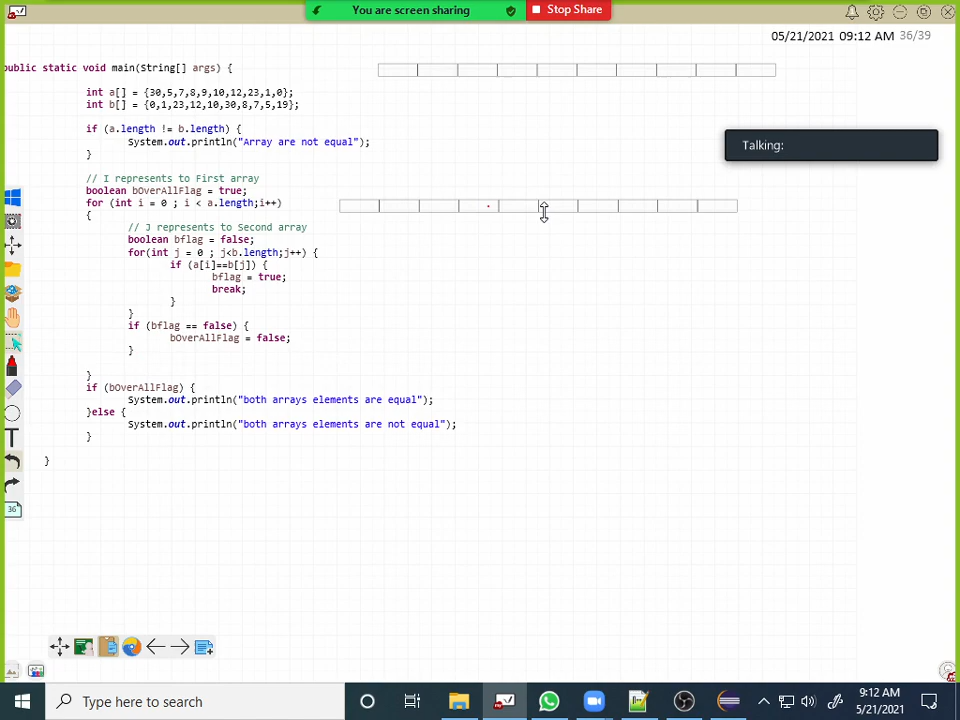 You are screen sharing
Stop Share
05/21/2021 09:12 AM 36/39
public static void main(String[] args) {
int a[] = {30,5,7,8,9,10,12,23,1,0};
int b[] = {0,1,23,12,10,30,8,7,5,19};
if (a.length != b.length) {
System.out.println("Array are not equal");
}
// I represents to First array
boolean bOverAllFlag = true;
for (int i = 0 ; i < a.length;i++)
{
// J represents to Second array
boolean bflag = false;
for(int j = 0 ; j<b.length;j++) {
if (a[i]==b[j]) {
bflag = true;
break;
}
}
if (bflag == false) {
bOverAllFlag = false;
}
}
if (bOverAllFlag) {
System.out.println("both arrays elements are equal");
}else {
System.out.println("both arrays elements are not equal");
}
}
Talking:
T
36
Type here to search
9:12 AM
5/21/2021